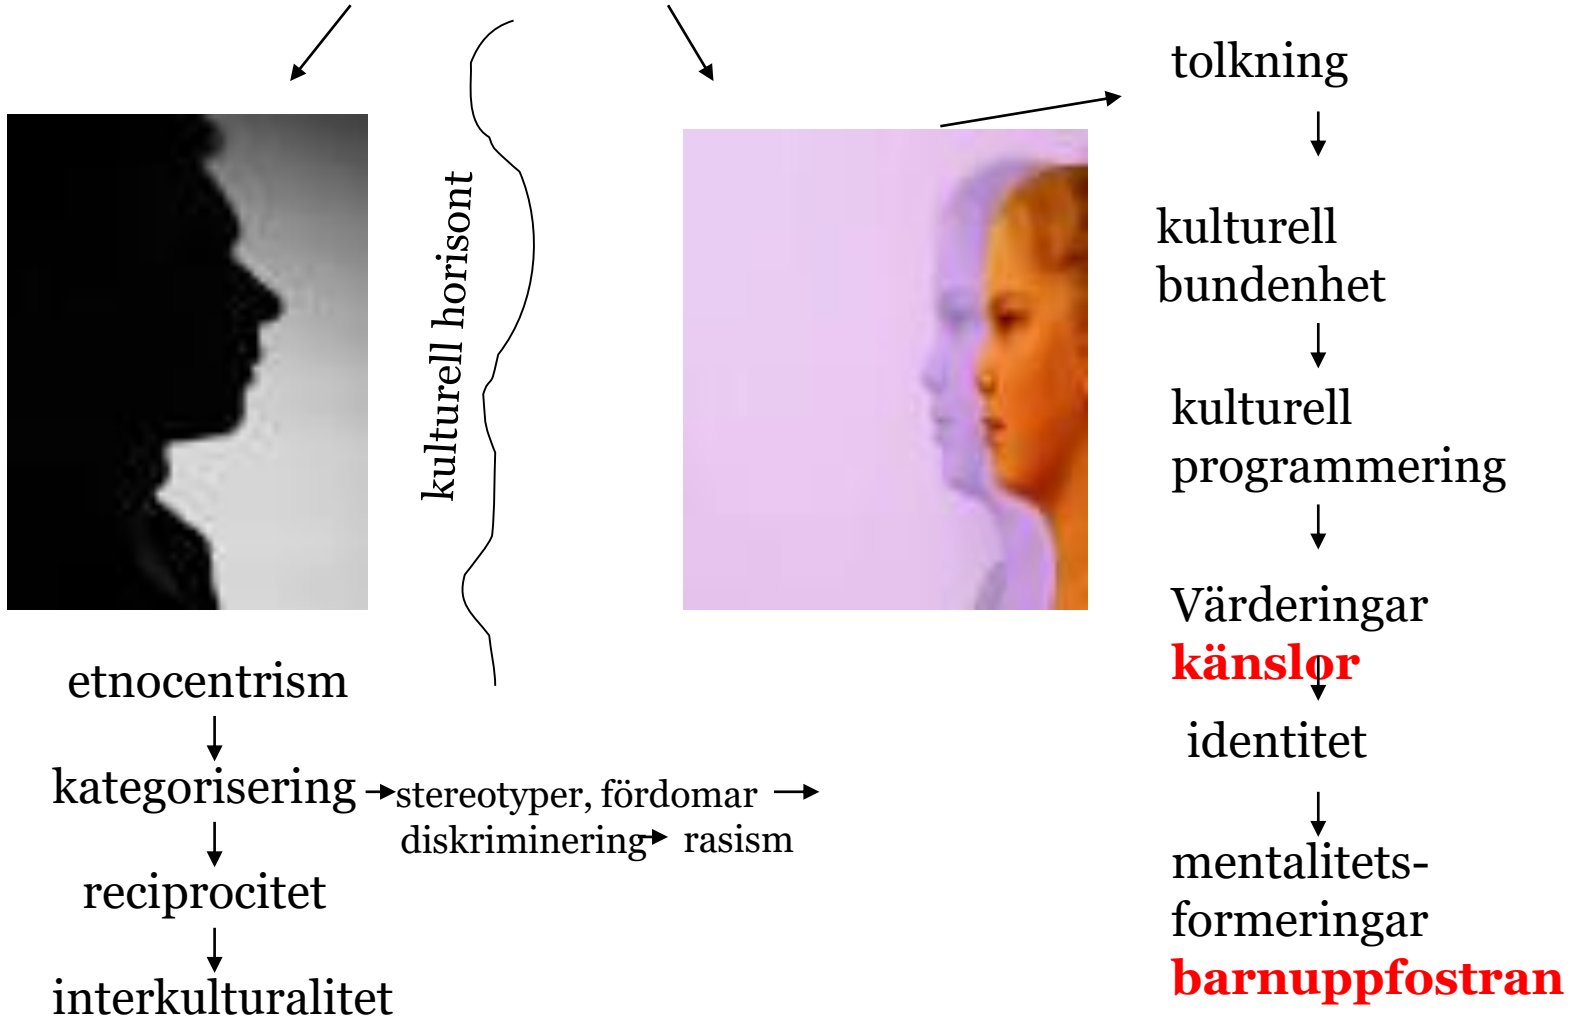 kulturell horisont
etnocentrism
kategorisering
stereotyper, fördomar
diskriminering
rasism
reciprocitet
interkulturalitet
tolkning
kulturell
bundenhet
kulturell
programmering
Värderingar
känslor
identitet
mentalitets-
formeringar
barnuppfostran